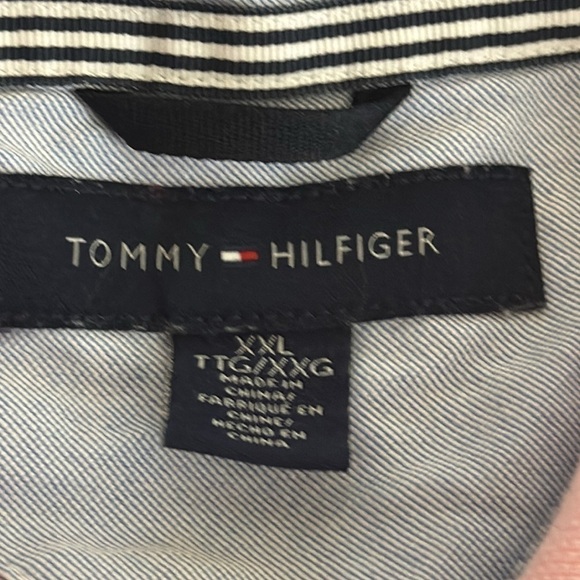 TOMMY HILFIGER
XXL
TTG/XXG
MADE IN
CHINA/
FABRIQUÉ EN
CHINE/
HECHO EN
CHINA